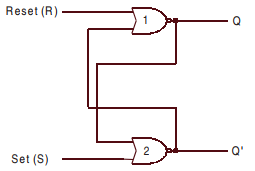 Reset (R)
1
Q
2
Q'
Set (S)